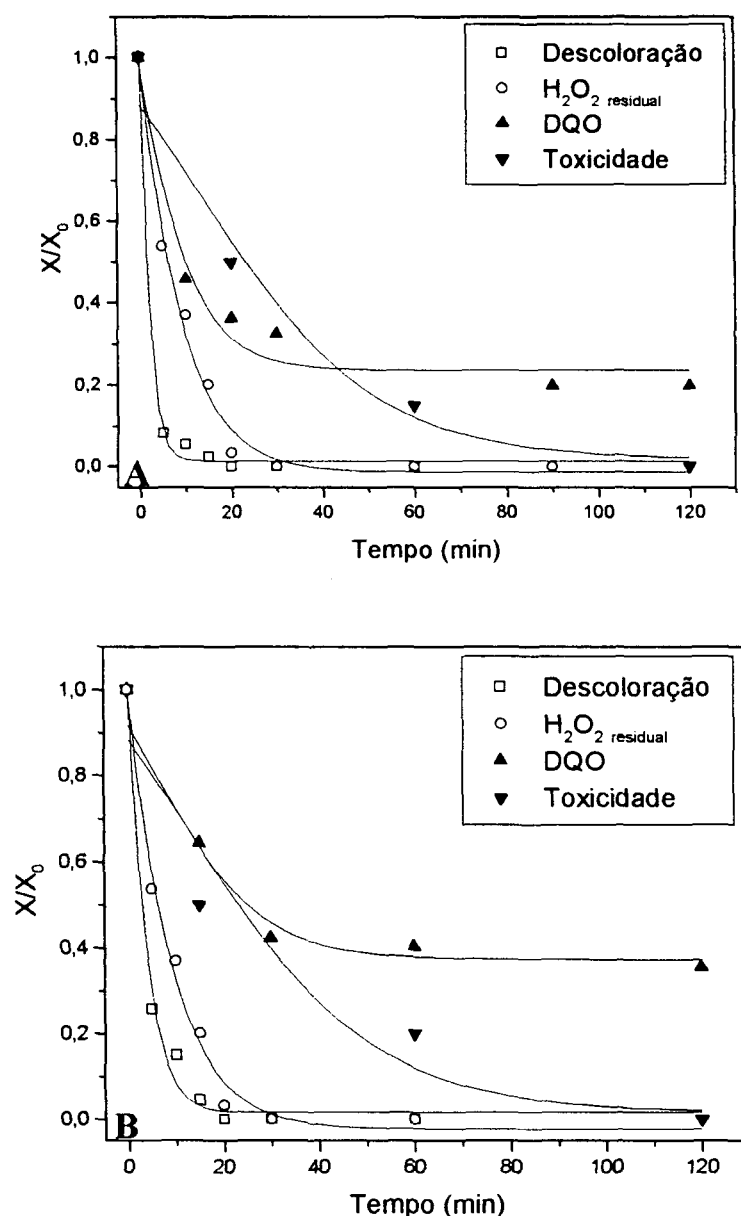 Descoloração
H₂O₂ residual
DQO
Toxicidade
1,0
0,8
0,6
0,4
0,2
0,0
X/X₀
A
0 20 40 60 80 100 120
Tempo (min)
Descoloração
H₂O₂ residual
DQO
Toxicidade
1,0
0,8
0,6
0,4
0,2
0,0
X/X₀
B
0 20 40 60 80 100 120
Tempo (min)